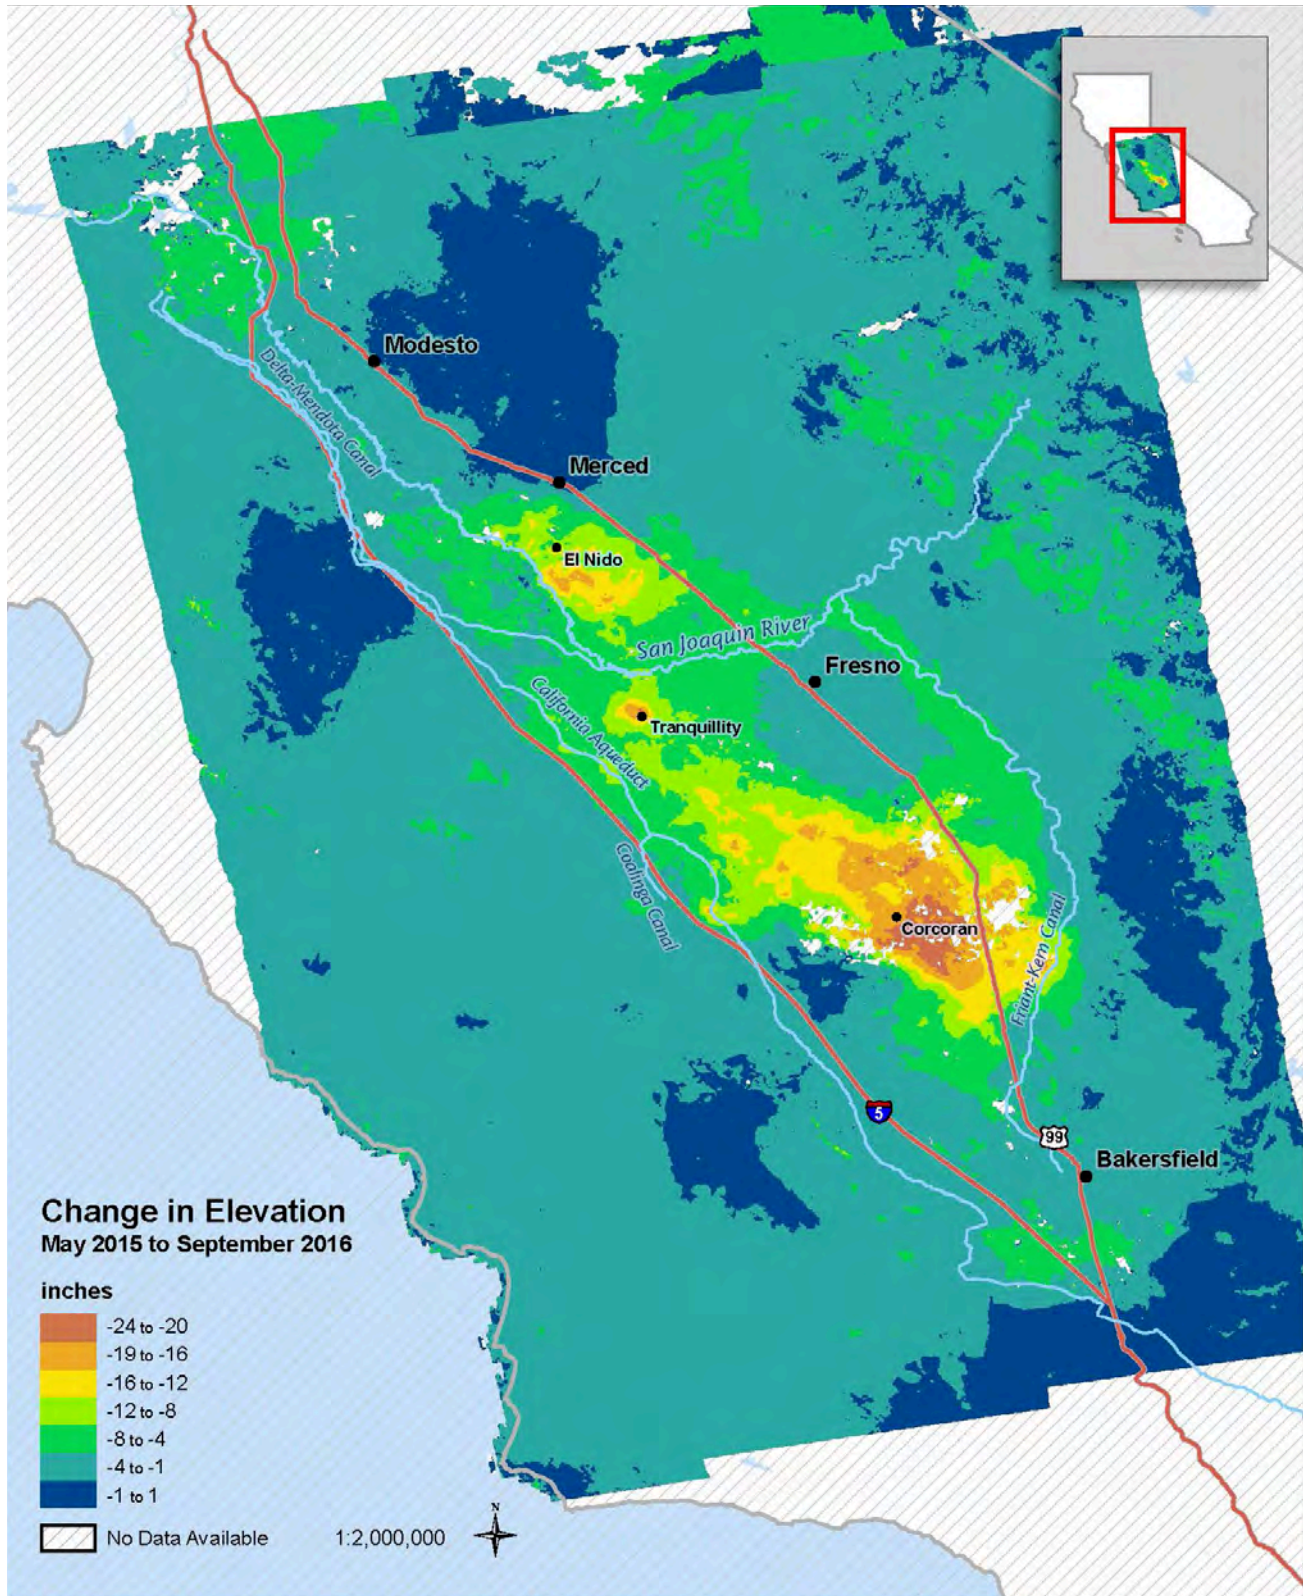 Modesto
Delta-Mendota Canal
Merced
El Nido
San Joaquin River
Fresno
California Aqueduct
Tranquillity
Coalinga Canal
Corcoran
Friant-Kern Canal
5
99
Bakersfield
Change in Elevation
May 2015 to September 2016
inches
-24 to -20
-19 to -16
-16 to -12
-12 to -8
-8 to -4
-4 to -1
-1 to 1
No Data Available
1:2,000,000
N